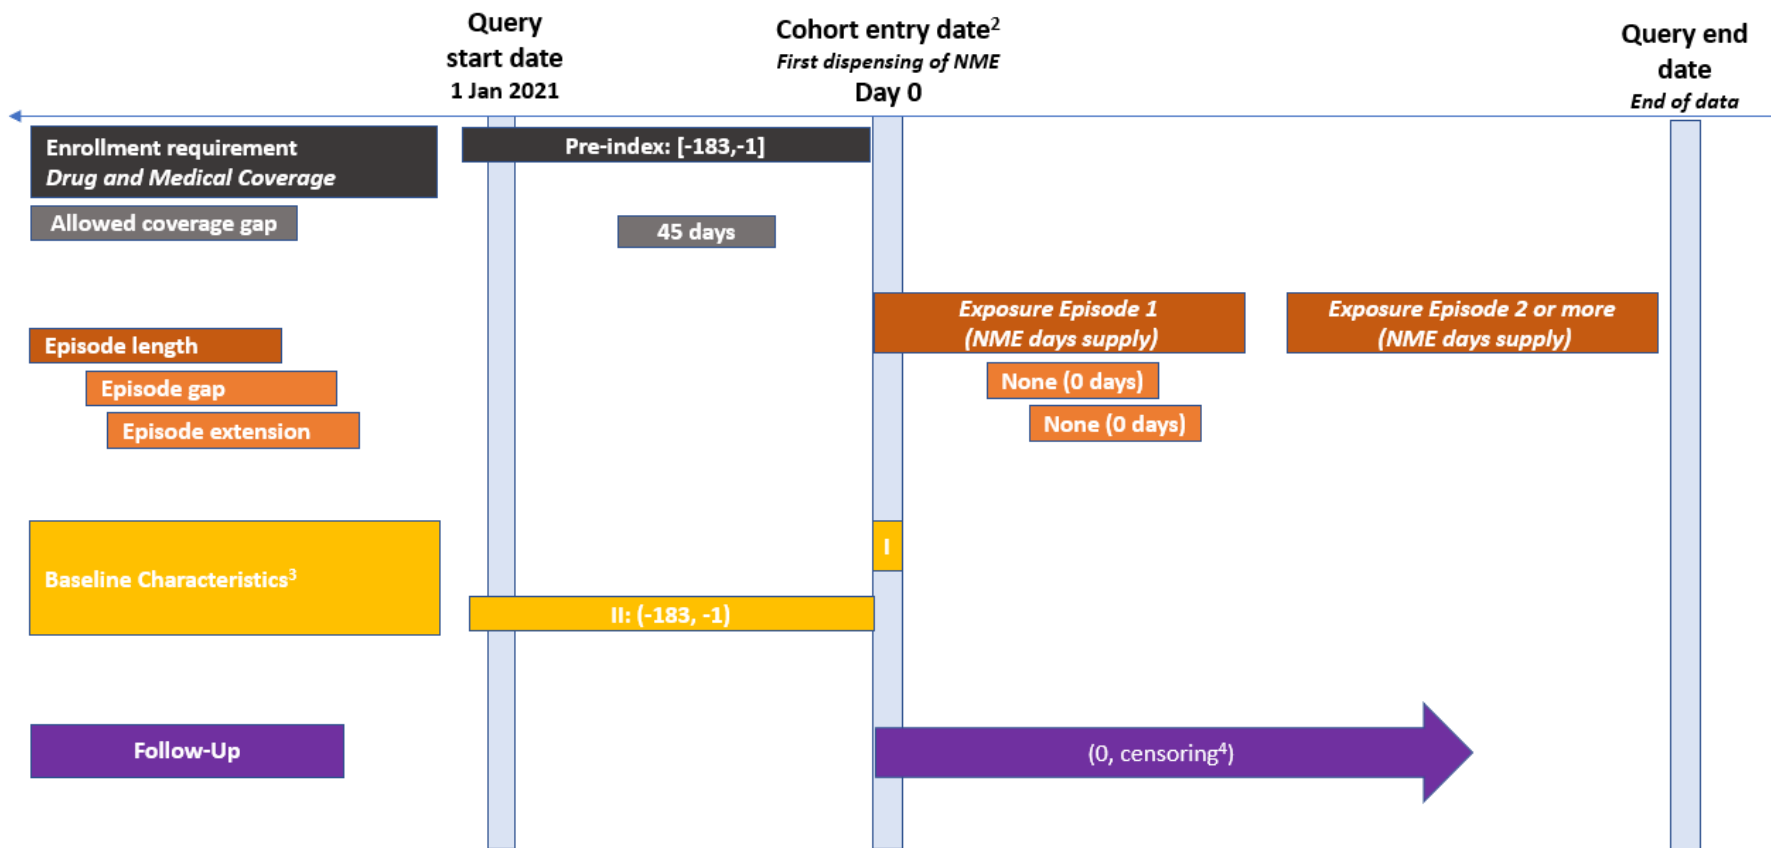 Query
start date
1 Jan 2021
Cohort entry date²
First dispensing of NME
Day 0
Query end
date
End of data
Enrollment requirement
Drug and Medical Coverage
Pre-index: [-183,-1]
Allowed coverage gap
45 days
Episode length
Exposure Episode 1
(NME days supply)
Exposure Episode 2 or more
(NME days supply)
Episode gap
None (0 days)
Episode extension
None (0 days)
Baseline Characteristics³
I
II: (-183, -1)
Follow-Up
(0, censoring⁴)